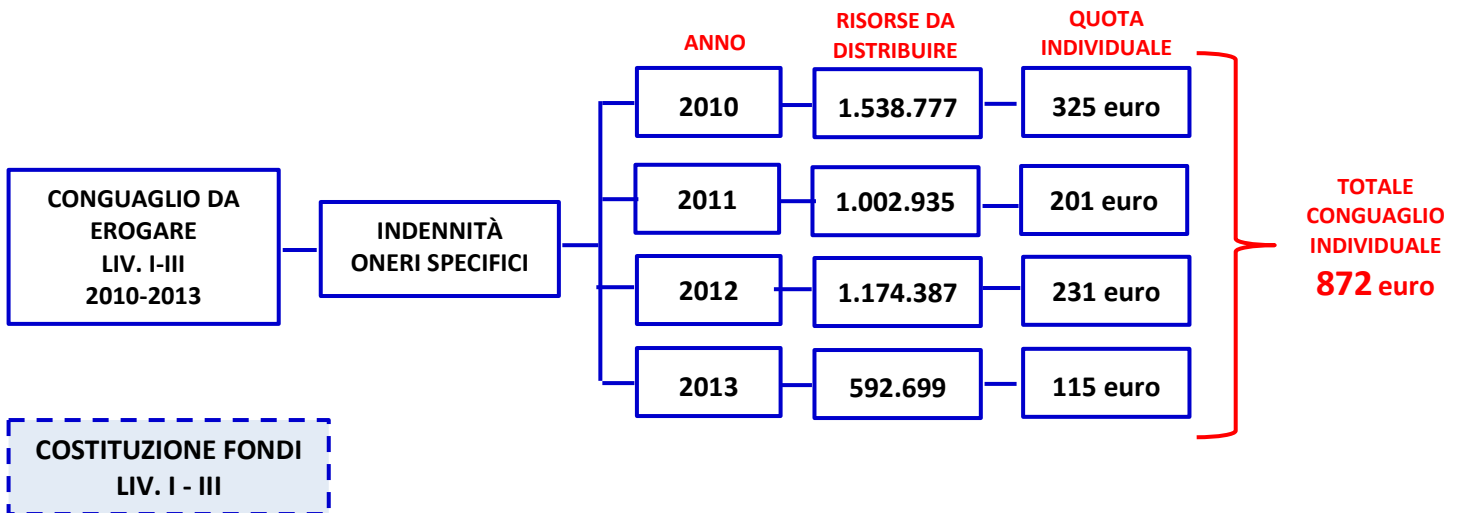 ANNO
RISORSE DA
DISTRIBUIRE
QUOTA
INDIVIDUALE
CONGUAGLIO DA
EROGARE
LIV. I-III
2010-2013
INDENNITÀ
ONERI SPECIFICI
2010
1.538.777
325 euro
2011
1.002.935
201 euro
2012
1.174.387
231 euro
2013
592.699
115 euro
TOTALE
CONGUAGLIO
INDIVIDUALE
872 euro
COSTITUZIONE FONDI
LIV. I - III